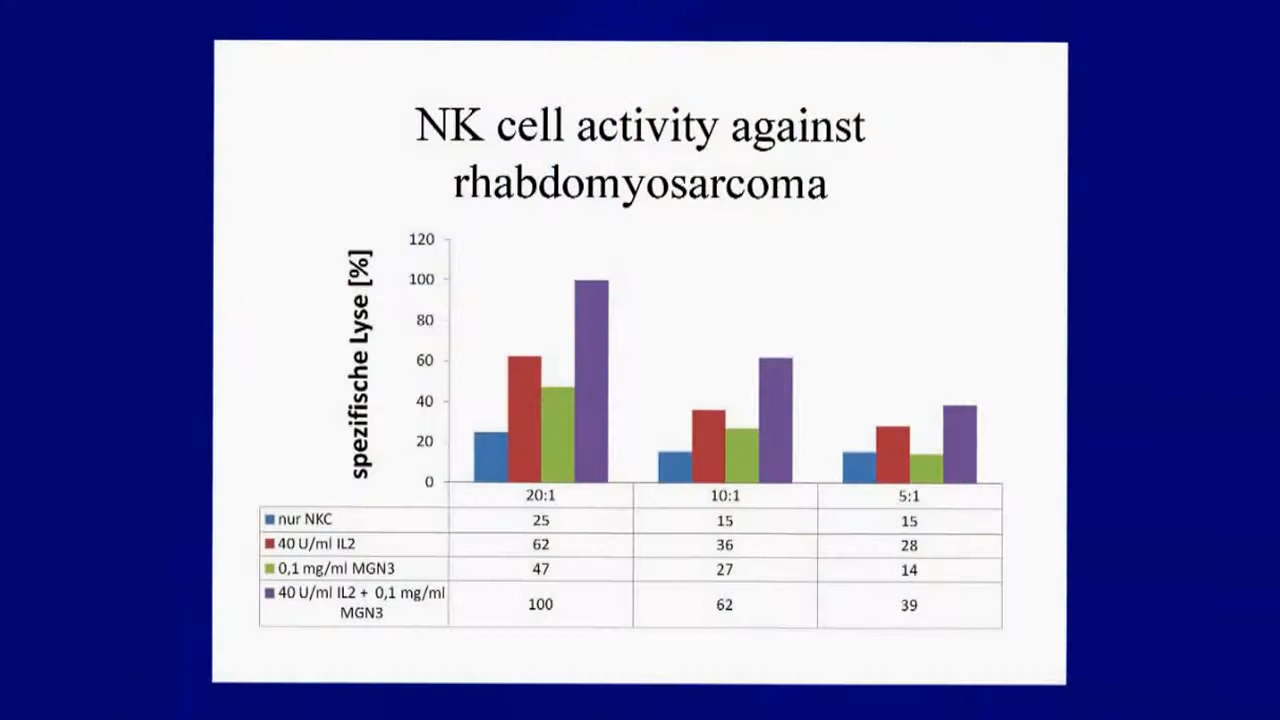 NK cell activity against
rhabdomyosarcoma
spezifische Lyse [%]
120
100
80
60
40
20
0
20:1 10:1 5:1
nur NKC 25 15 15
40 U/ml IL2 62 36 28
0,1 mg/ml MGN3 47 27 14
40 U/ml IL2 + 0,1 mg/ml
MGN3 100 62 39